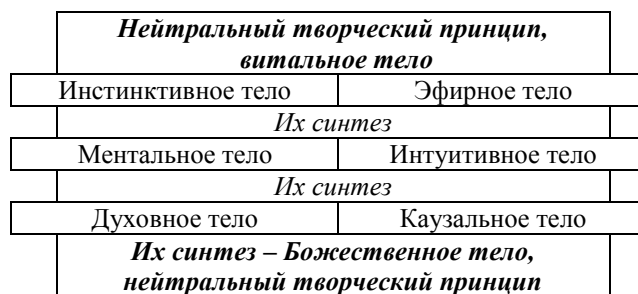 Нейтральный творческий принцип,
витальное тело
Инстинктивное тело Эфирное тело
Их синтез
Ментальное тело Интуитивное тело
Их синтез
Духовное тело Каузальное тело
Их синтез – Божественное тело,
нейтральный творческий принцип